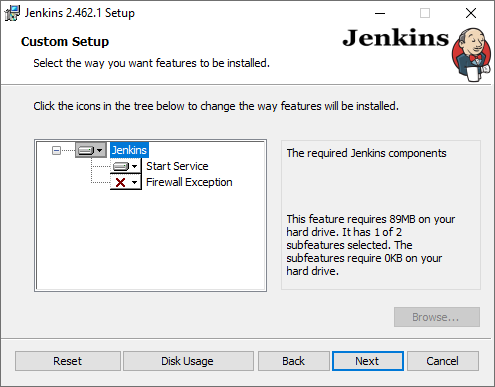 Jenkins 2.462.1 Setup
Custom Setup
Select the way you want features to be installed.
Jenkins
Click the icons in the tree below to change the way features will be installed.
Jenkins
Start Service
Firewall Exception
The required Jenkins components
This feature requires 89MB on your
hard drive. It has 1 of 2
subfeatures selected. The
subfeatures require 0KB on your
hard drive.
Browse...
Reset
Disk Usage
Back
Next
Cancel